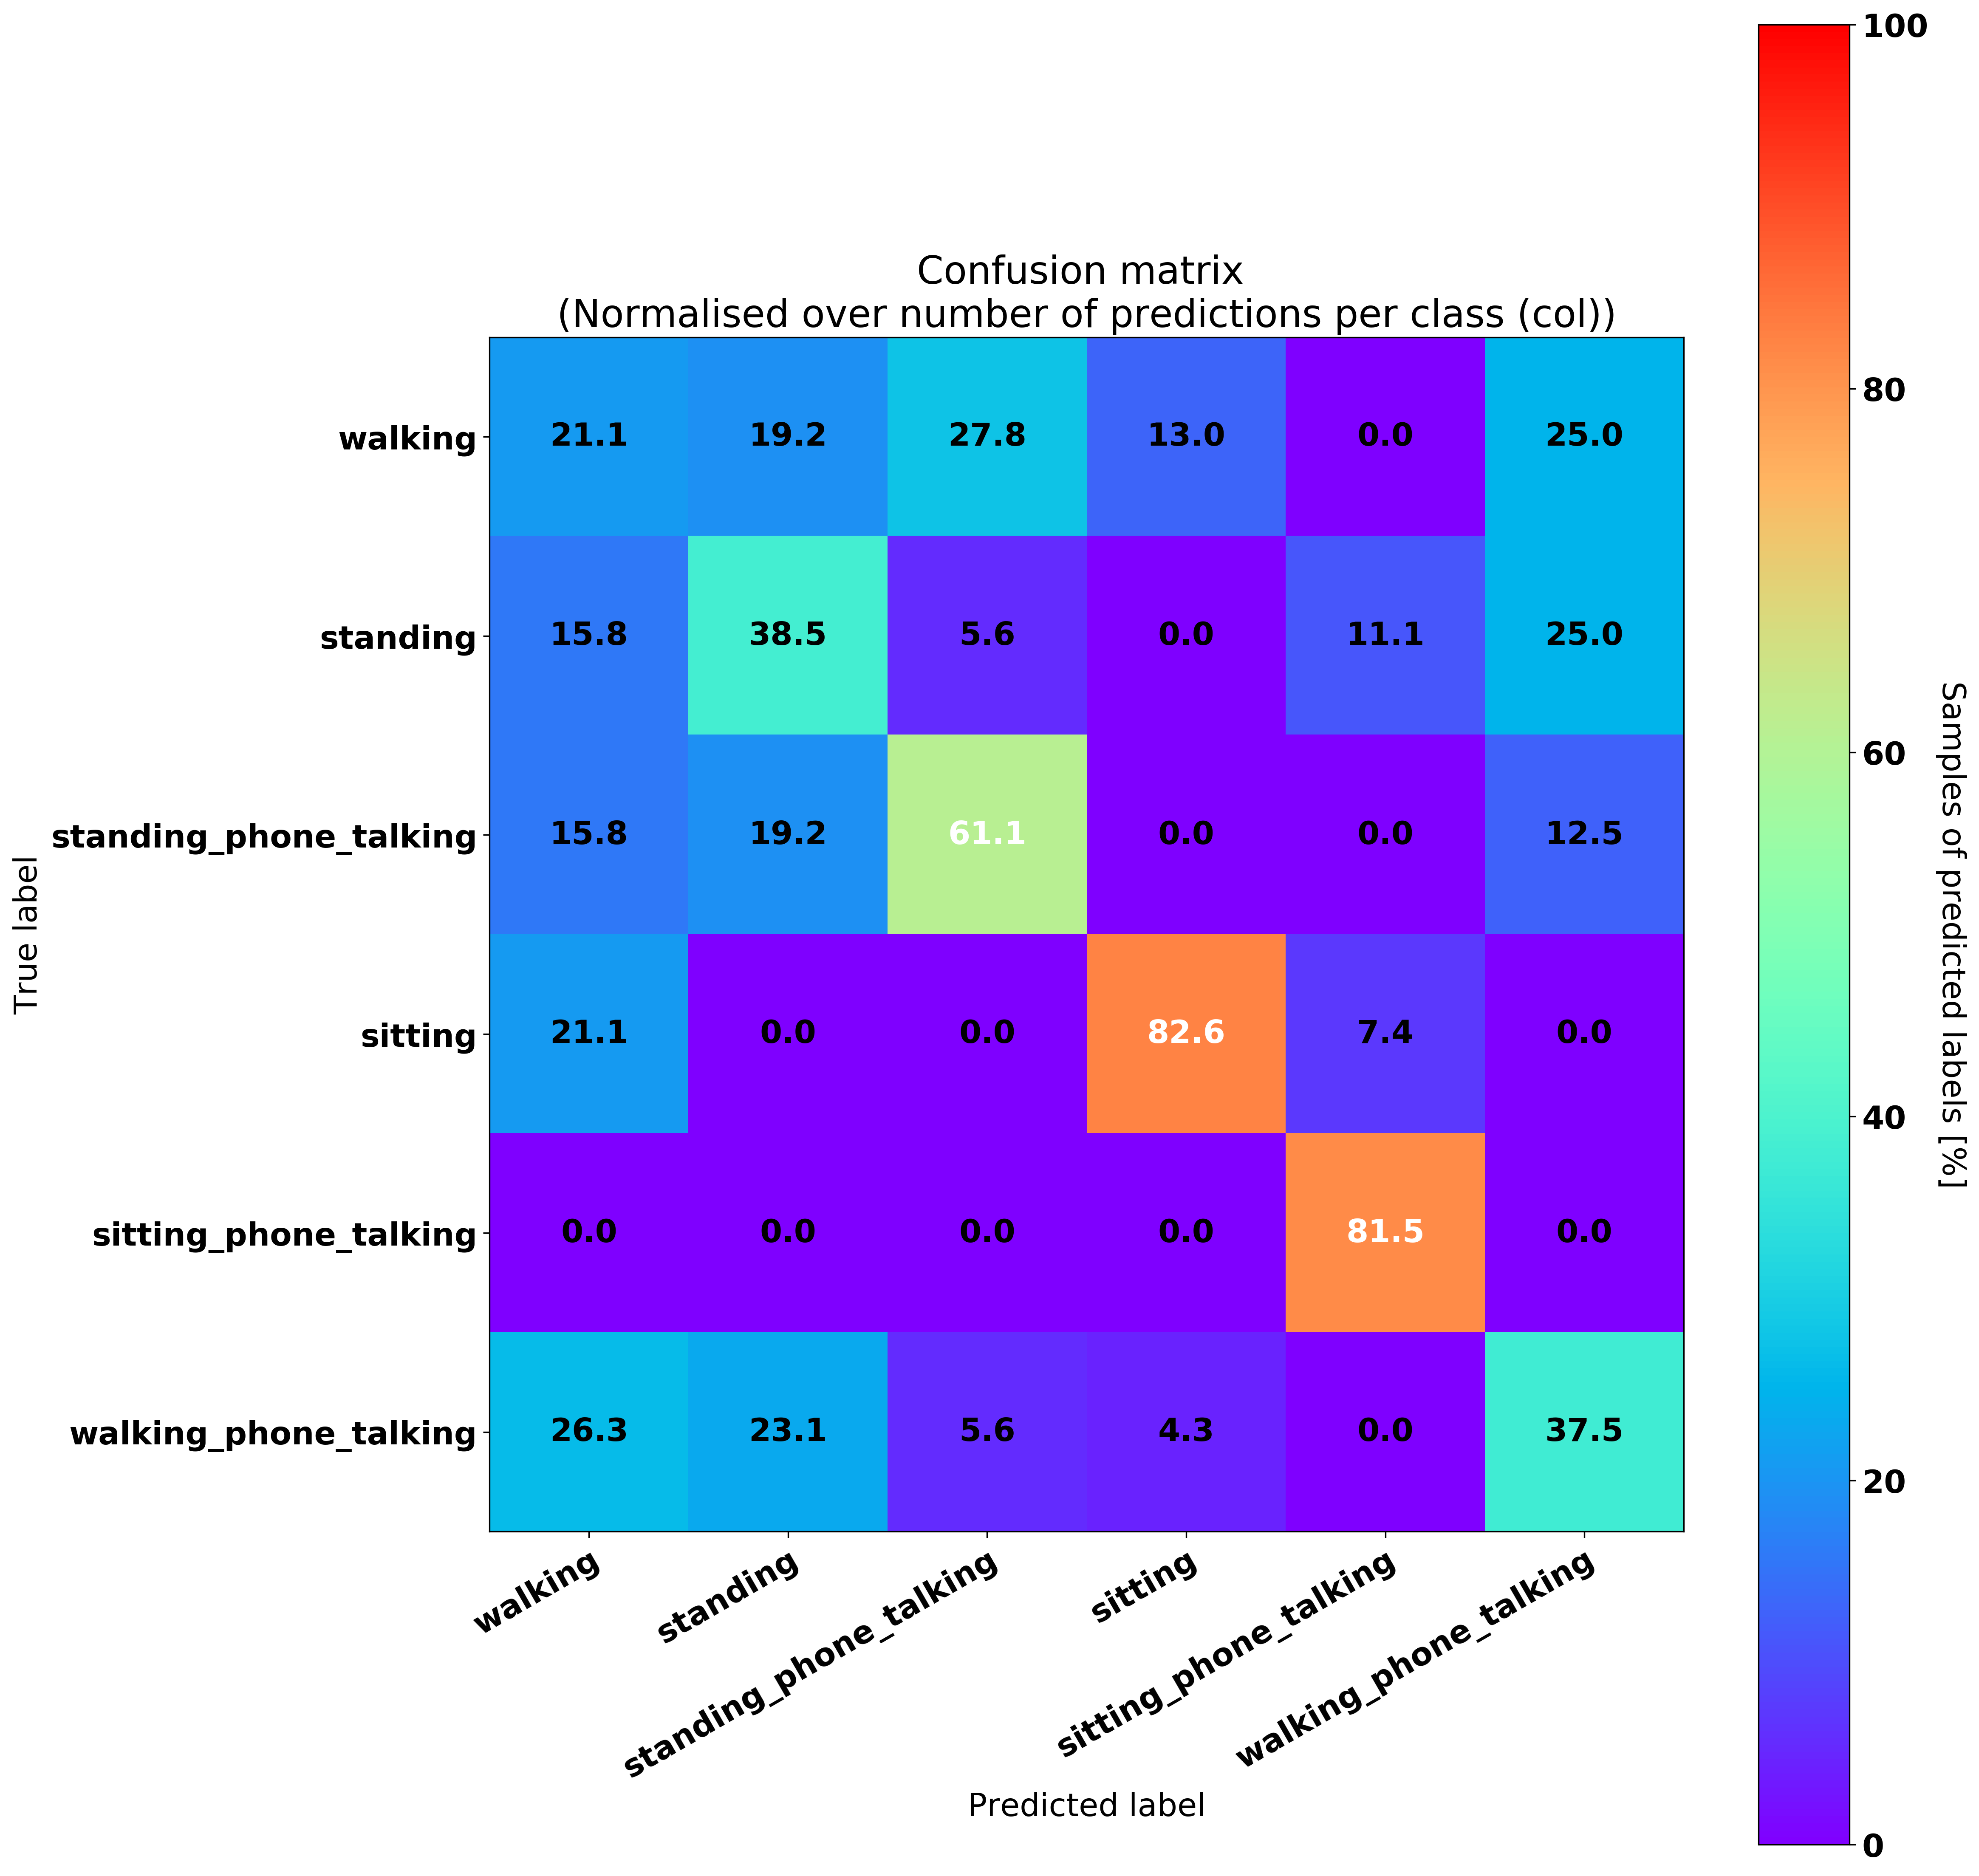 Confusion matrix
(Normalised over number of predictions per class (col))
True label
walking 21.1 19.2 27.8 13.0 0.0 25.0
standing 15.8 38.5 5.6 0.0 11.1 25.0
standing_phone_talking 15.8 19.2 61.1 0.0 0.0 12.5
sitting 21.1 0.0 0.0 82.6 7.4 0.0
sitting_phone_talking 0.0 0.0 0.0 0.0 81.5 0.0
walking_phone_talking 26.3 23.1 5.6 4.3 0.0 37.5
walking
standing
standing_phone_talking
sitting
sitting_phone_talking
walking_phone_talking
Predicted label
100
80
60
40
20
0
Samples of predicted labels [%]